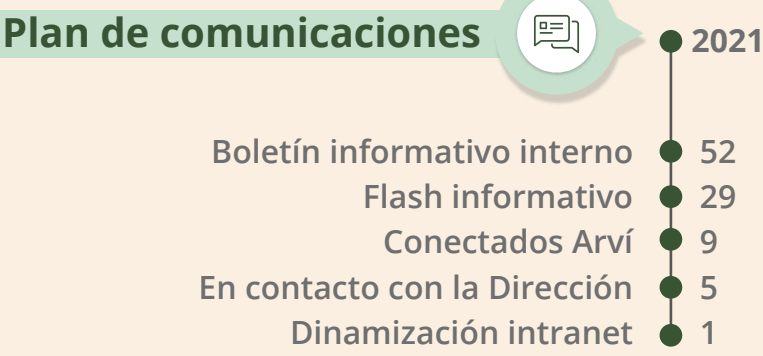 Plan de comunicaciones 2021
Boletín informativo interno 52
Flash informativo 29
Conectados Arví 9
En contacto con la Dirección 5
Dinamización intranet 1